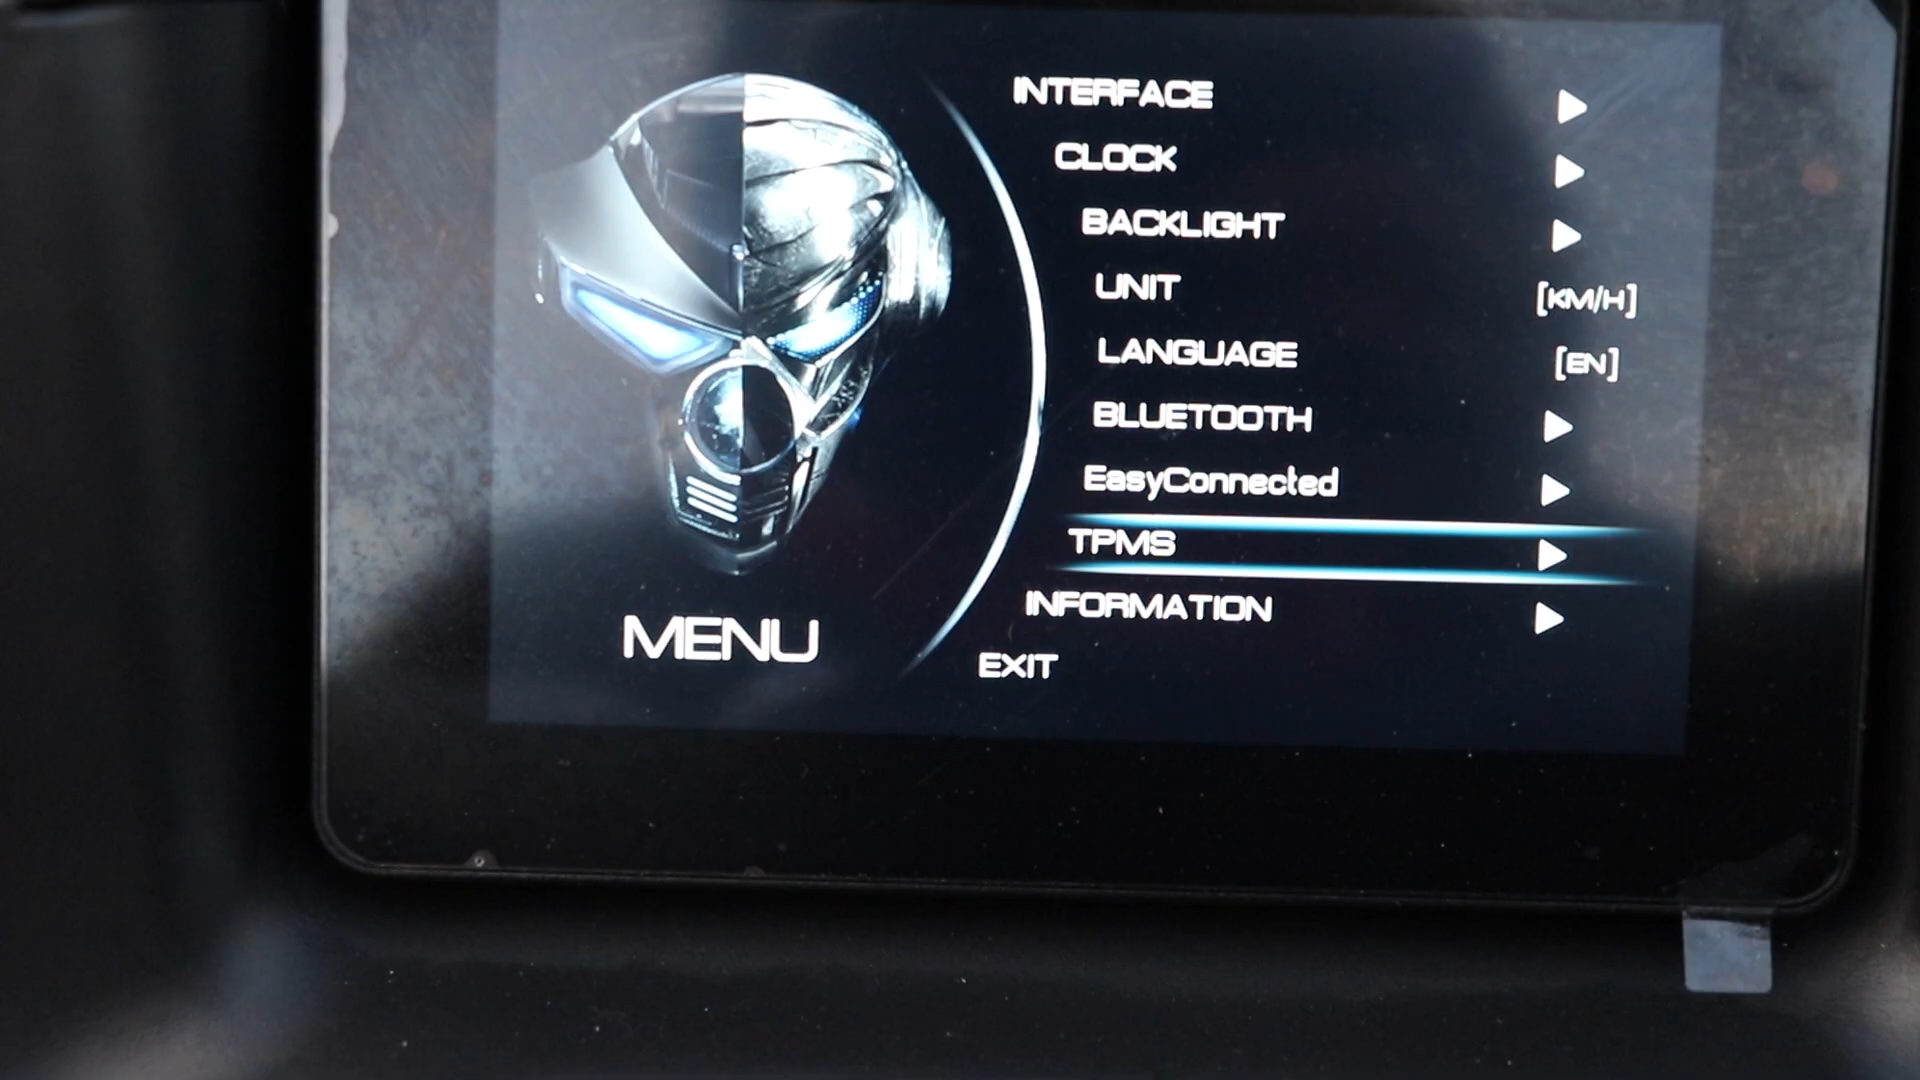 INTERFACE
CLOCK
BACKLIGHT
UNIT [KM/H]
LANGUAGE [EN]
BLUETOOTH
EasyConnected
TPMS
INFORMATION
EXIT
MENU